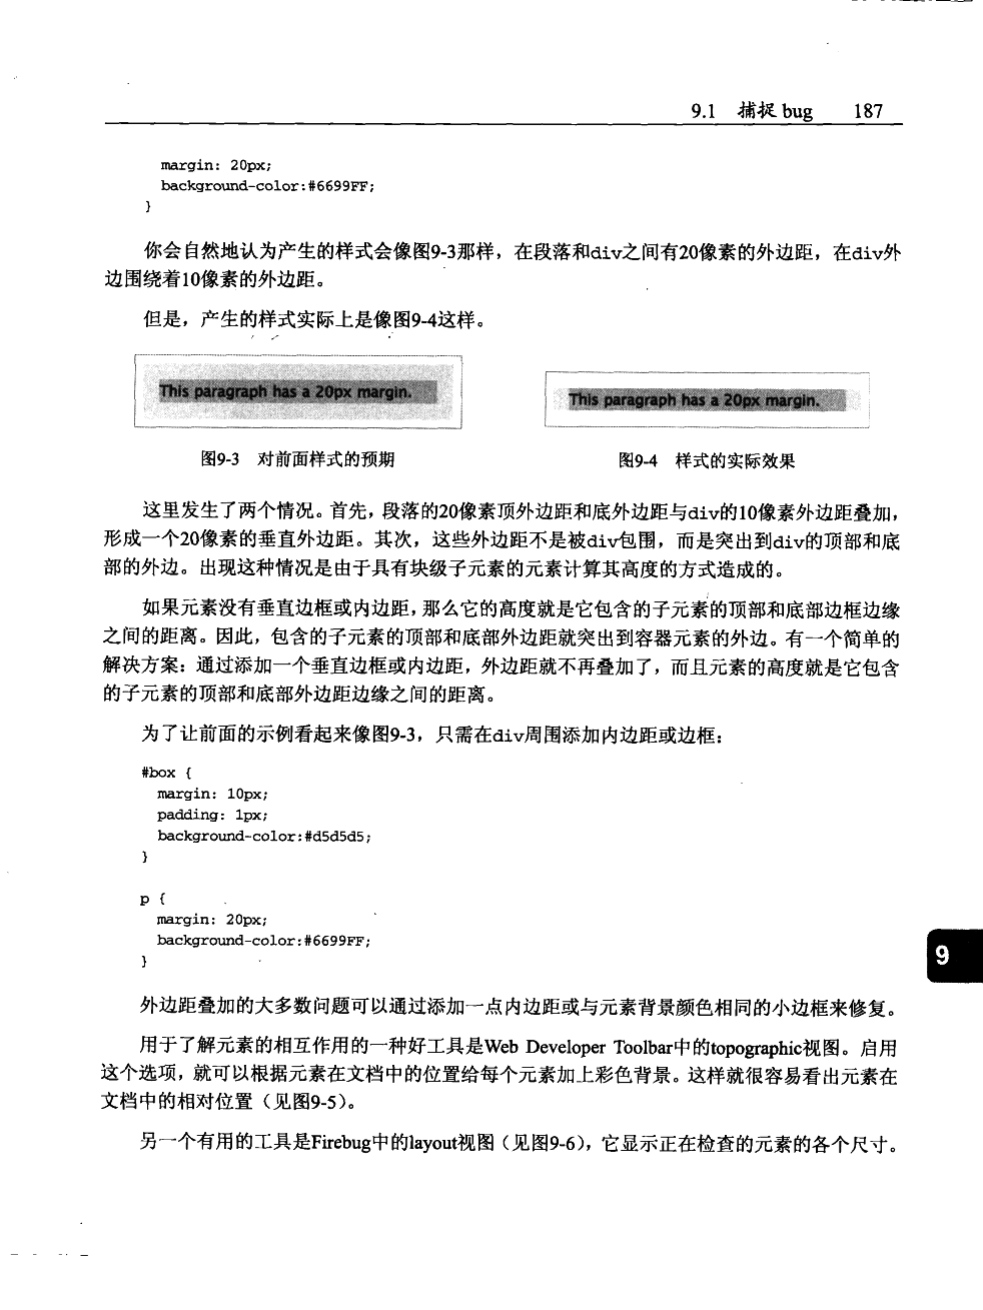 9.1 捕捉 bug 187
margin: 20px;
background-color:#6699FF;
}
你会自然地认为产生的样式会像图9-3那样，在段落和div之间有20像素的外边距，在div外
边围绕着10像素的外边距。
但是，产生的样式实际上是像图9-4这样。
This paragraph has a 20px margin.
This paragraph has a 20px margin.
图9-3 对前面样式的预期
图9-4 样式的实际效果
这里发生了两个情况。首先，段落的20像素顶外边距和底外边距与div的10像素外边距叠加，
形成一个20像素的垂直外边距。其次，这些外边距不是被div包围，而是突出到div的顶部和底
部的外边。出现这种情况是由于具有块级子元素的元素计算其高度的方式造成的。
如果元素没有垂直边框或内边距，那么它的高度就是它包含的子元素的顶部和底部边框边缘
之间的距离。因此，包含的子元素的顶部和底部外边距就突出到容器元素的外边。有一个简单的
解决方案：通过添加一个垂直边框或内边距，外边距就不再叠加了，而且元素的高度就是它包含
的子元素的顶部和底部外边距边缘之间的距离。
为了让前面的示例看起来像图9-3，只需在div周围添加内边距或边框：
#box {
margin: 10px;
padding: 1px;
background-color:#d5d5d5;
}
p {
margin: 20px;
background-color:#6699FF;
}
9
外边距叠加的大多数问题可以通过添加一点内边距或与元素背景颜色相同的小边框来修复。
用于了解元素的相互作用的一种好工具是Web Developer Toolbar中的topographic视图。启用
这个选项，就可以根据元素在文档中的位置给每个元素加上彩色背景。这样就很容易看出元素在
文档中的相对位置（见图9-5）。
另一个有用的工具是Firebug中的layout视图（见图9-6），它显示正在检查的元素的各个尺寸。